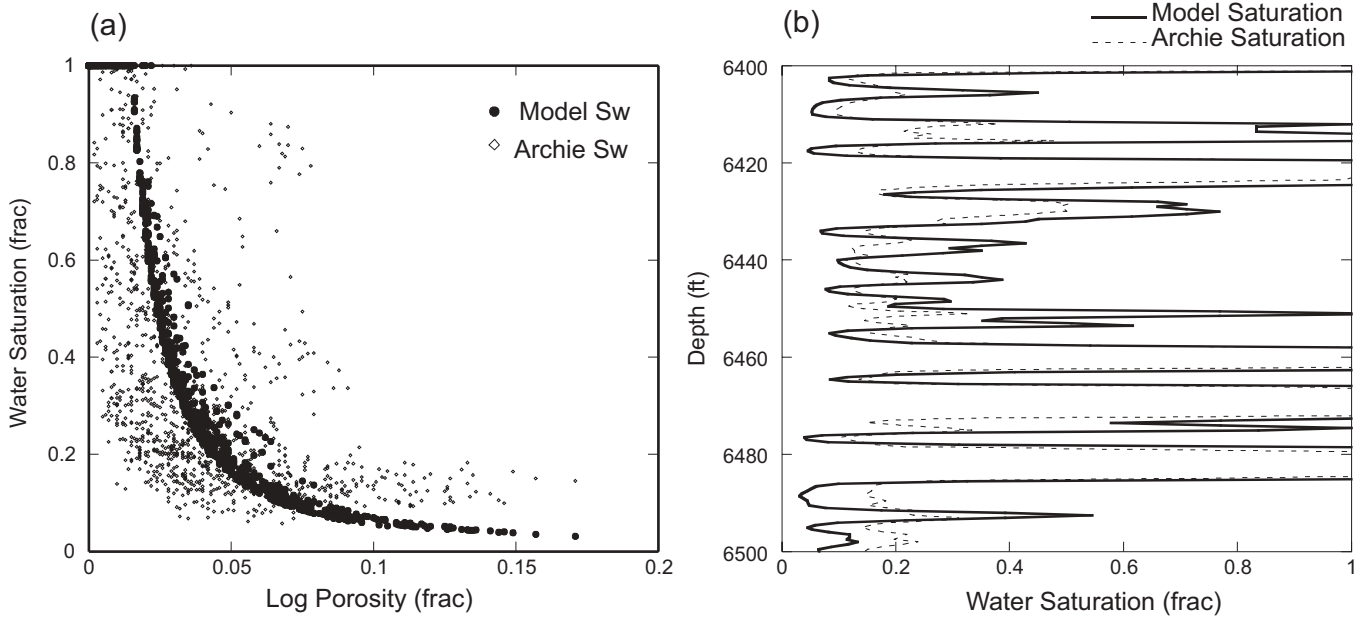 (a)
Water Saturation (frac)
1
0.8
0.6
0.4
0.2
0
Model Sw
Archie Sw
0 0.05 0.1 0.15 0.2
Log Porosity (frac)
(b)
Model Saturation
Archie Saturation
Depth (ft)
6400
6420
6440
6460
6480
6500
0 0.2 0.4 0.6 0.8 1
Water Saturation (frac)